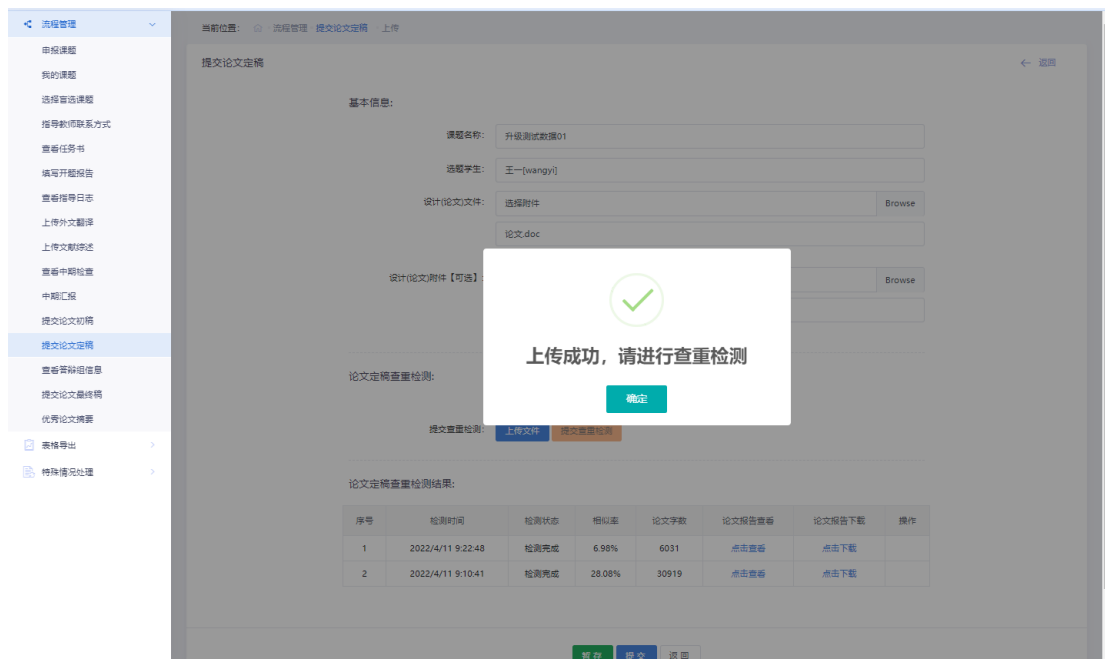 流程管理
申报课题
我的课题
选择盲选课题
指导教师联系方式
查看任务书
填写开题报告
查看指导日志
上传外文翻译
上传文献综述
查看中期检查
中期汇报
提交论文初稿
提交论文定稿
查看答辩组信息
提交论文最终稿
优秀论文摘要
表格导出
特殊情况处理
当前位置: 流程管理 提交论文定稿 上传
提交论文定稿 返回
基本信息:
课题名称: 升级测试数据01
选题学生: 王一[wangyi]
设计(论文)文件: 选择附件 Browse
论文.doc
设计(论文)附件【可选】: Browse
上传成功，请进行查重检测
确定
论文定稿查重检测:
提交查重检测: 上传文件 提交查重检测
论文定稿查重检测结果:
序号 检测时间 检测状态 相似率 论文字数 论文报告查看 论文报告下载 操作
1 2022/4/11 9:22:48 检测完成 6.98% 6031 点击查看 点击下载
2 2022/4/11 9:10:41 检测完成 28.08% 30919 点击查看 点击下载
暂存 提交 返回